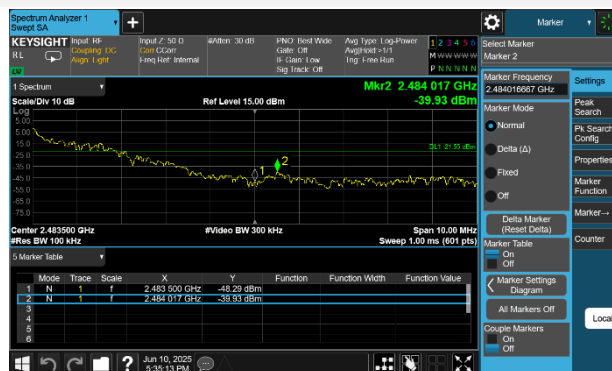 Spectrum Analyzer 1
Swept SA
Marker
KEYSIGHT Input: RF Input Z: 50 Ω #Atten: 30 dB PNO: Best Wide Avg Type: Log-Power 1 2 3 4 5 6
RL Coupling: DC Corr CCorr Gate: Off Avg|Hold:>1/1 M W W W W W
Align: Light Freq Ref: Internal IF Gain: Low Trig: Free Run P N N N N N
Sig Track: Off
LW
Select Marker
Marker 2
1 Spectrum
Mkr2 2.484 017 GHz
Scale/Div 10 dB Ref Level 15.00 dBm -39.93 dBm
Log
5.00
-5.00
-15.0
-25.0
-35.0
-45.0
-55.0
-65.0
-75.0
DL1 -21.55 dBm
1
2
Center 2.483500 GHz #Video BW 300 kHz Span 10.00 MHz
#Res BW 100 kHz Sweep 1.00 ms (601 pts)
5 Marker Table
Mode Trace Scale X Y Function Function Width Function Value
1 N 1 f 2.483 500 GHz -48.29 dBm
2 N 1 f 2.484 017 GHz -39.93 dBm
3
4
5
6
Marker Frequency
2.484016667 GHz
Marker Mode
Normal
Delta (Δ)
Fixed
Off
Delta Marker
(Reset Delta)
Marker Table
On
Off
Marker Settings
Diagram
All Markers Off
Couple Markers
On
Off
Settings
Peak
Search
Pk Search
Config
Properties
Marker
Function
Marker→
Counter
Local
Jun 10, 2025
5:35:13 PM